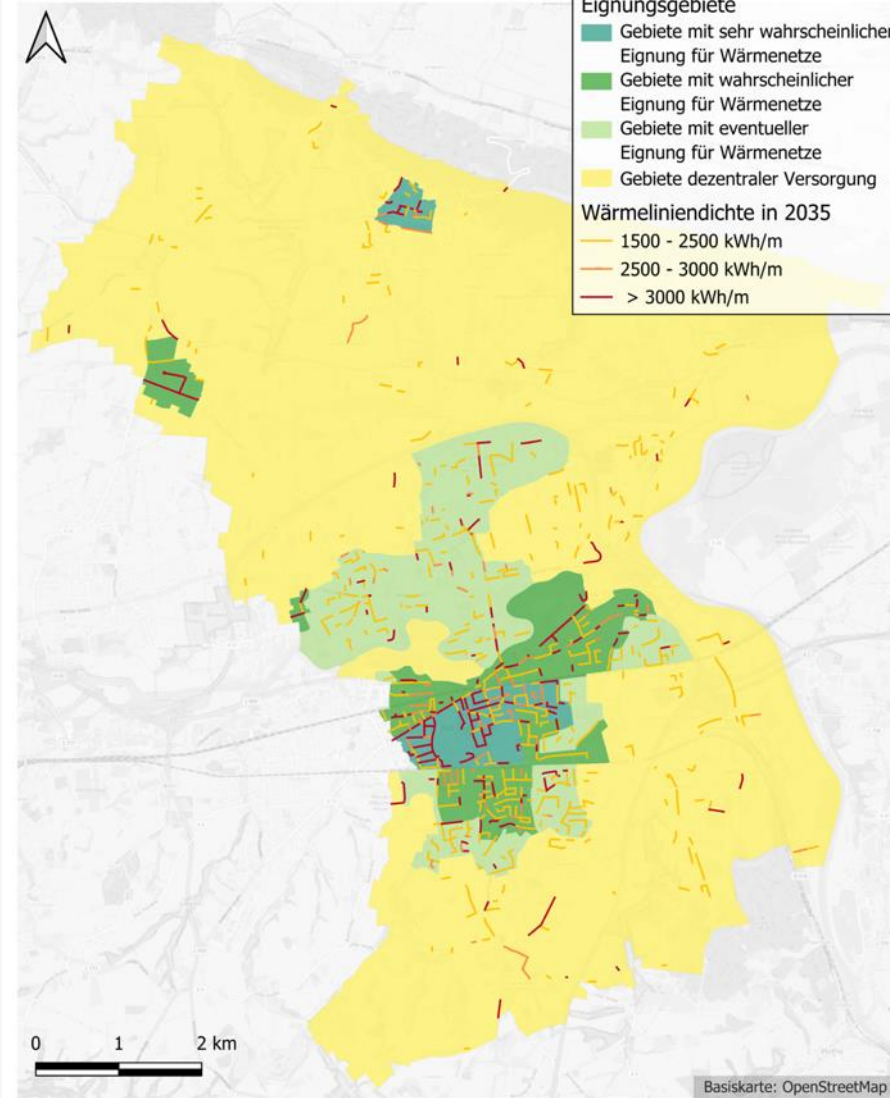 Eignungsgebiete
Gebiete mit sehr wahrscheinlicher
Eignung für Wärmenetze
Gebiete mit wahrscheinlicher
Eignung für Wärmenetze
Gebiete mit eventueller
Eignung für Wärmenetze
Gebiete dezentraler Versorgung
Wärmeliniendichte in 2035
1500 - 2500 kWh/m
2500 - 3000 kWh/m
> 3000 kWh/m
0 1 2 km
Basiskarte: OpenStreetMap